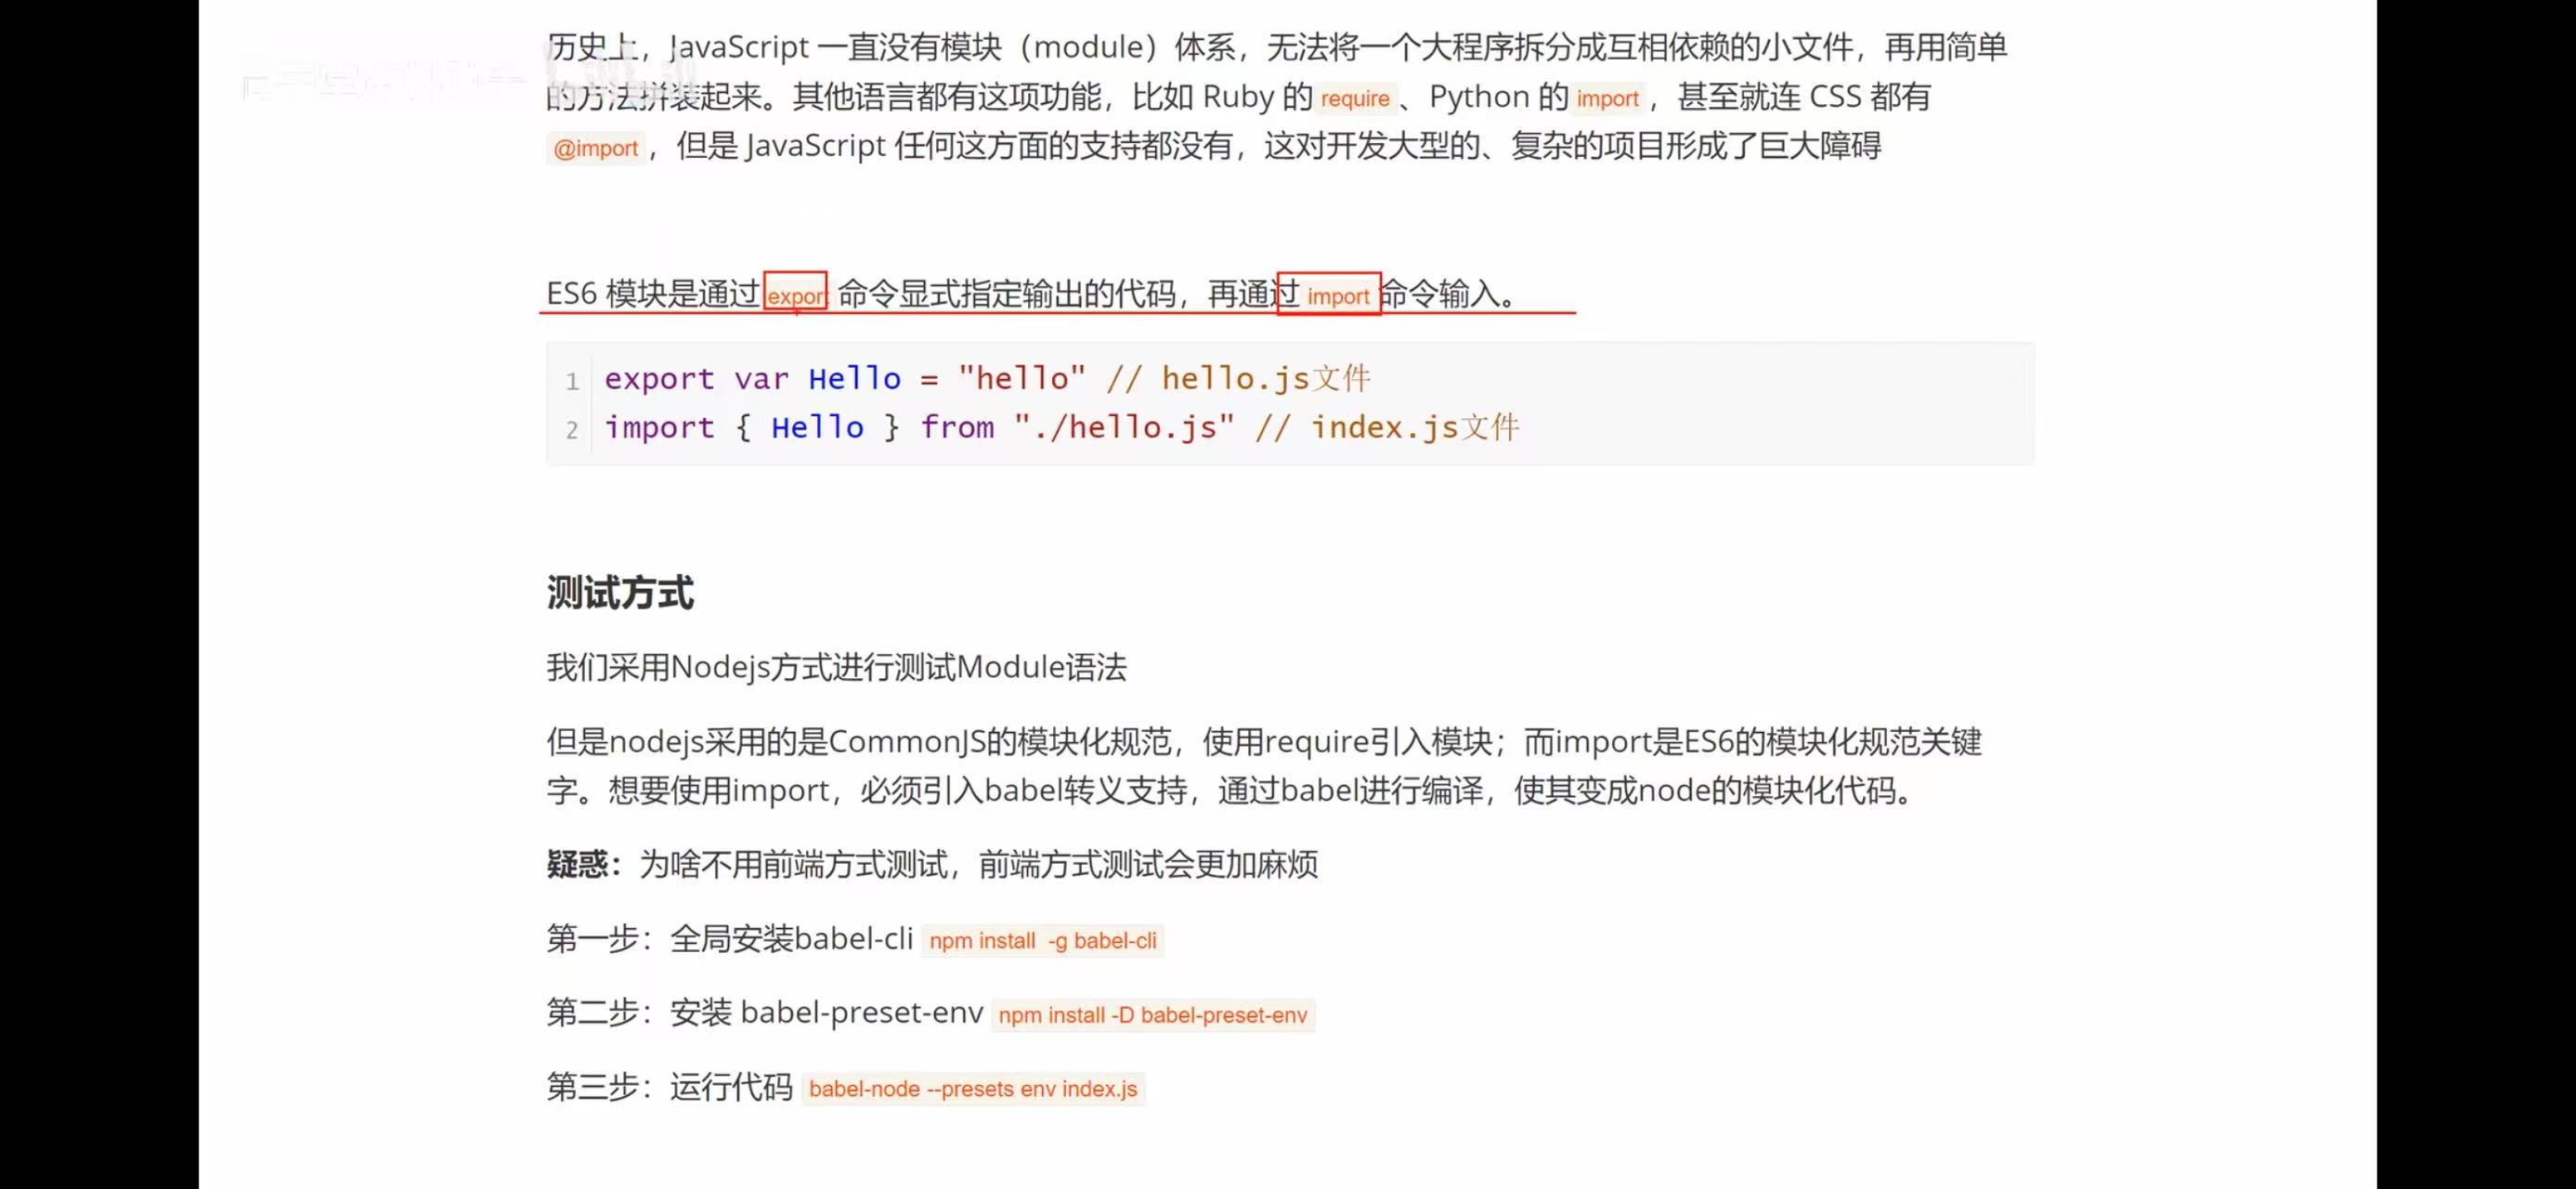 历史上，JavaScript 一直没有模块（module）体系，无法将一个大程序拆分成互相依赖的小文件，再用简单
的方法拼装起来。其他语言都有这项功能，比如 Ruby 的 require 、Python 的 import ，甚至就连 CSS 都有
@import ，但是 JavaScript 任何这方面的支持都没有，这对开发大型的、复杂的项目形成了巨大障碍
ES6 模块是通过 export 命令显式指定输出的代码，再通过 import 命令输入。
1 export var Hello = "hello" // hello.js文件
2 import { Hello } from "./hello.js" // index.js文件
测试方式
我们采用Nodejs方式进行测试Module语法
但是nodejs采用的是CommonJS的模块化规范，使用require引入模块；而import是ES6的模块化规范关键
字。想要使用import，必须引入babel转义支持，通过babel进行编译，使其变成node的模块化代码。
疑惑：为啥不用前端方式测试，前端方式测试会更加麻烦
第一步：全局安装babel-cli npm install  -g babel-cli
第二步：安装 babel-preset-env npm install -D babel-preset-env
第三步：运行代码 babel-node --presets env index.js